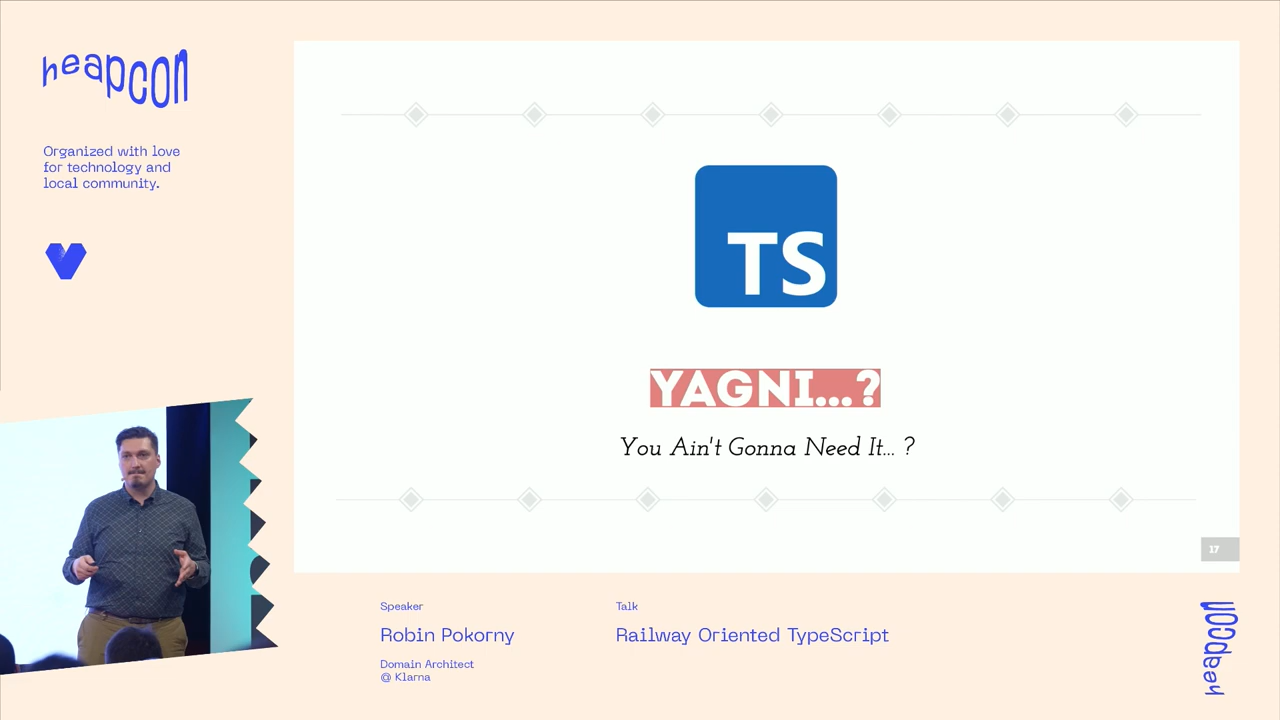 heapcon
Organized with love
for technology and
local community.
TS
YAGNI...?
You Ain't Gonna Need It... ?
17
Speaker
Robin Pokorny
Domain Architect
@ Klarna
Talk
Railway Oriented TypeScript
heapcon